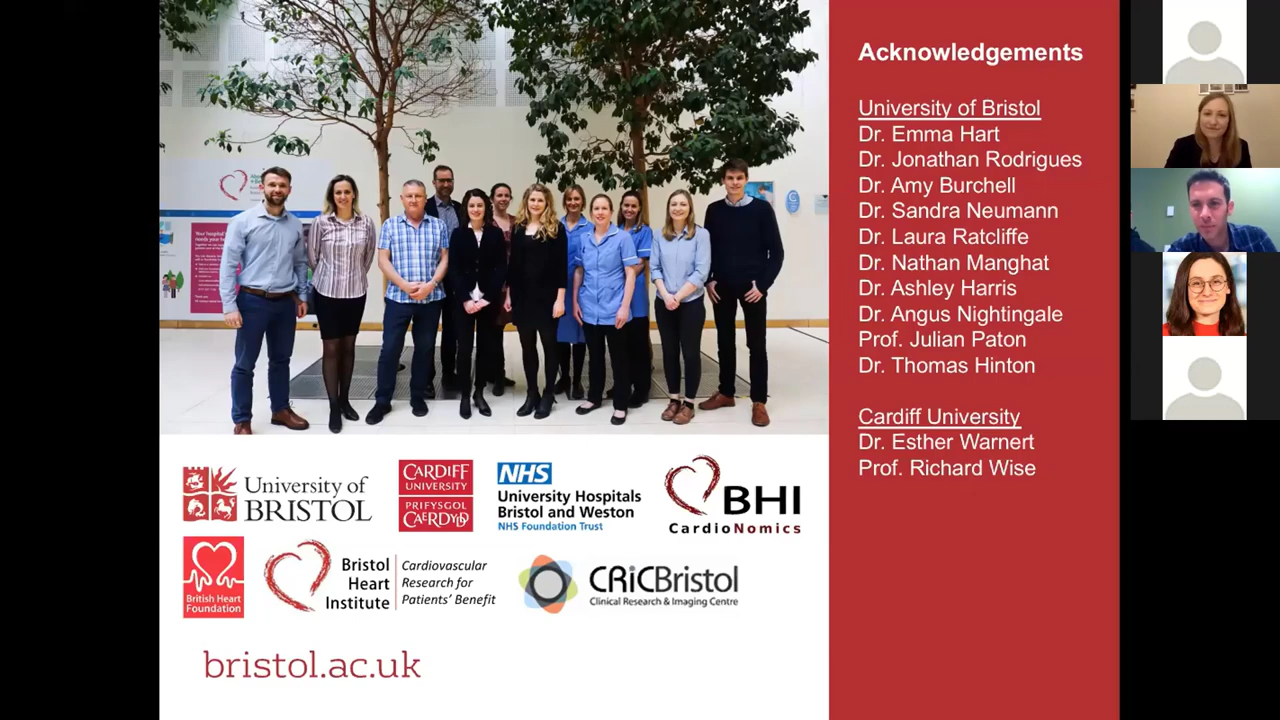 Acknowledgements
University of Bristol
Dr. Emma Hart
Dr. Jonathan Rodrigues
Dr. Amy Burchell
Dr. Sandra Neumann
Dr. Laura Ratcliffe
Dr. Nathan Manghat
Dr. Ashley Harris
Dr. Angus Nightingale
Prof. Julian Paton
Dr. Thomas Hinton
Cardiff University
Dr. Esther Warnert
Prof. Richard Wise
University of
BRISTOL
CARDIFF
UNIVERSITY
PRIFYSGOL
CAERDYDD
NHS
University Hospitals
Bristol and Weston
NHS Foundation Trust
BHI
CardioNomics
British Heart
Foundation
Bristol
Heart
Institute
Cardiovascular
Research for
Patients' Benefit
CRiCBristol
Clinical Research & Imaging Centre
bristol.ac.uk